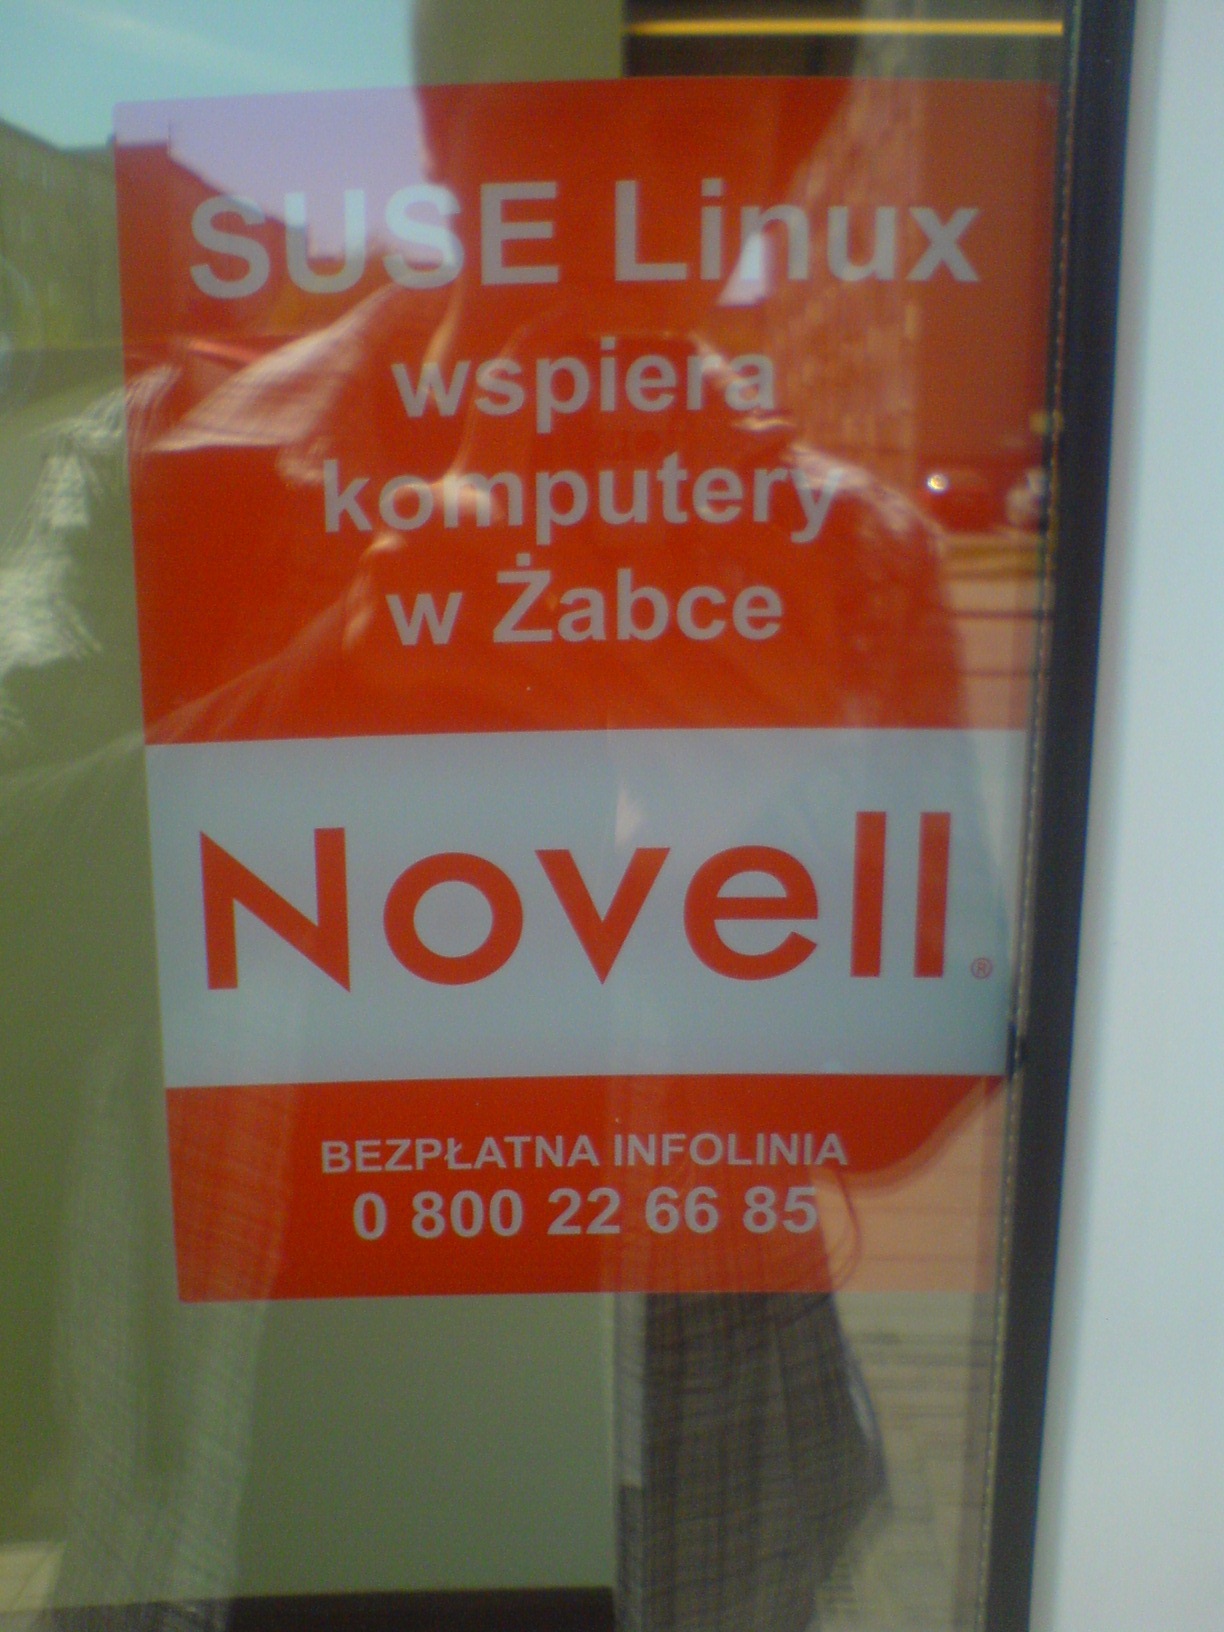 SUSE Linux
wspiera
komputery
w Żabce
Novell®
BEZPŁATNA INFOLINIA
0 800 22 66 85